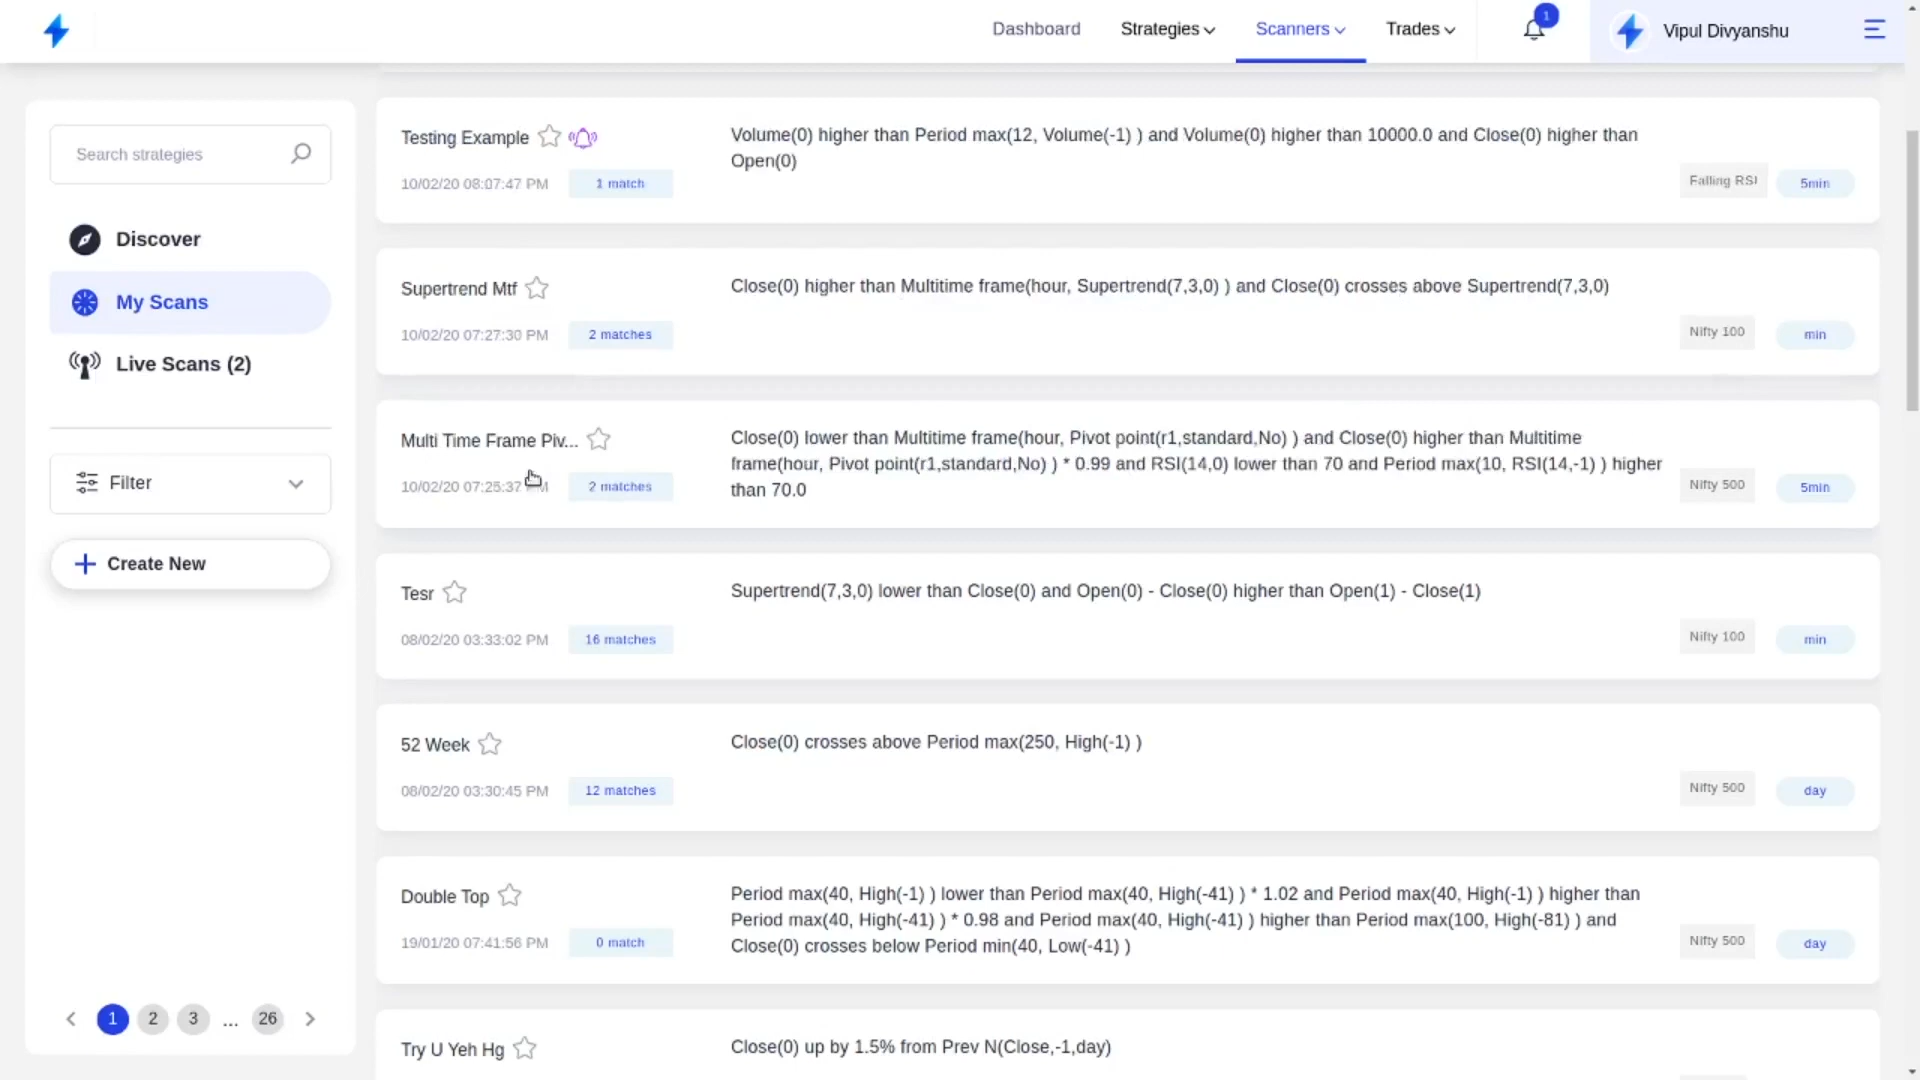 Dashboard
Strategies
Scanners
Trades
1
Vipul Divyanshu
Search strategies
Discover
My Scans
Live Scans (2)
Filter
Create New
1
2
3
...
26
Testing Example
10/02/20 08:07:47 PM
1 match
Volume(0) higher than Period max(12, Volume(-1) ) and Volume(0) higher than 10000.0 and Close(0) higher than
Open(0)
Falling RSI
5min
Supertrend Mtf
10/02/20 07:27:30 PM
2 matches
Close(0) higher than Multitime frame(hour, Supertrend(7,3,0) ) and Close(0) crosses above Supertrend(7,3,0)
Nifty 100
min
Multi Time Frame Piv...
10/02/20 07:25:37
2 matches
Close(0) lower than Multitime frame(hour, Pivot point(r1,standard,No) ) and Close(0) higher than Multitime
frame(hour, Pivot point(r1,standard,No) ) * 0.99 and RSI(14,0) lower than 70 and Period max(10, RSI(14,-1) ) higher
than 70.0
Nifty 500
5min
Tesr
08/02/20 03:33:02 PM
16 matches
Supertrend(7,3,0) lower than Close(0) and Open(0) - Close(0) higher than Open(1) - Close(1)
Nifty 100
min
52 Week
08/02/20 03:30:45 PM
12 matches
Close(0) crosses above Period max(250, High(-1) )
Nifty 500
day
Double Top
19/01/20 07:41:56 PM
0 match
Period max(40, High(-1) ) lower than Period max(40, High(-41) ) * 1.02 and Period max(40, High(-1) ) higher than
Period max(40, High(-41) ) * 0.98 and Period max(40, High(-41) ) higher than Period max(100, High(-81) ) and
Close(0) crosses below Period min(40, Low(-41) )
Nifty 500
day
Try U Yeh Hg
Close(0) up by 1.5% from Prev N(Close,-1,day)